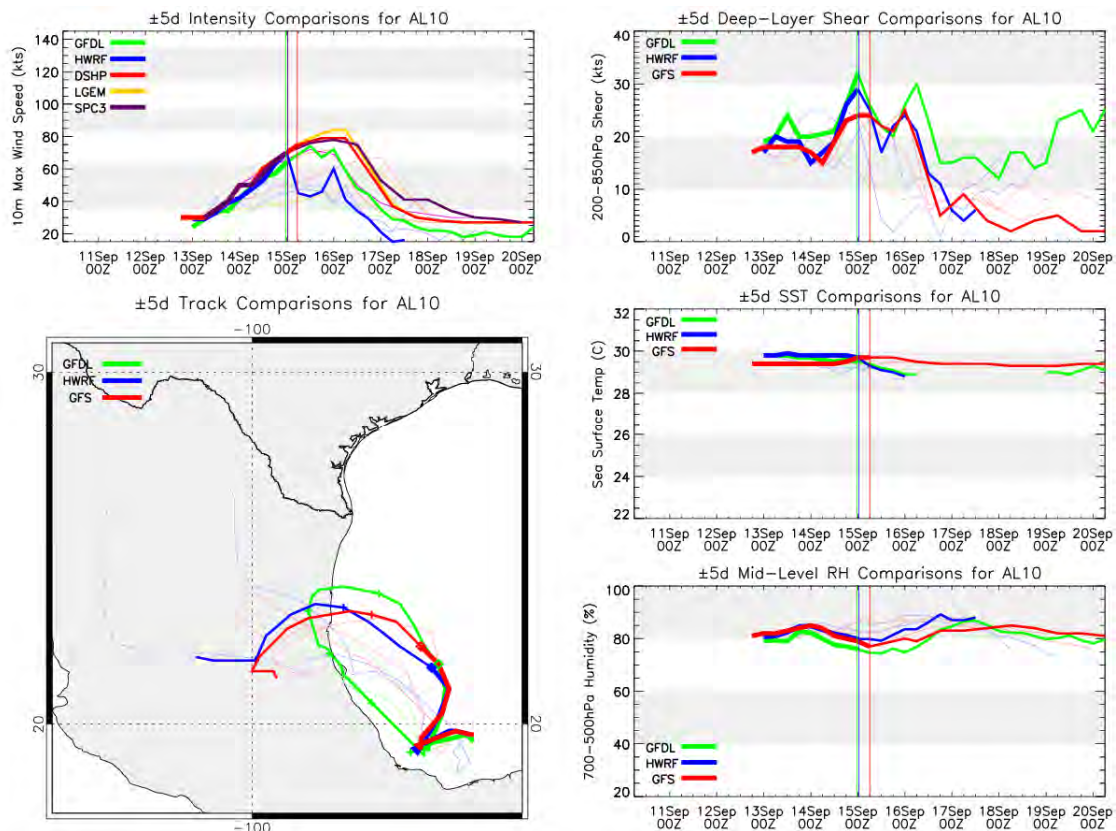 ±5d Intensity Comparisons for AL10
10m Max Wind Speed (kts)
140
120
100
80
60
40
20
GFDL
HWRF
DSHP
LGEM
SPC3
11Sep 12Sep 13Sep 14Sep 15Sep 16Sep 17Sep 18Sep 19Sep 20Sep
00Z 00Z 00Z 00Z 00Z 00Z 00Z 00Z 00Z 00Z
±5d Track Comparisons for AL10
-100
GFDL
HWRF
GFS
30 30
20 20
-100
±5d Deep-Layer Shear Comparisons for AL10
200-850hPa Shear (kts)
40
30
20
10
0
GFDL
HWRF
GFS
11Sep 12Sep 13Sep 14Sep 15Sep 16Sep 17Sep 18Sep 19Sep 20Sep
00Z 00Z 00Z 00Z 00Z 00Z 00Z 00Z 00Z 00Z
±5d SST Comparisons for AL10
Sea Surface Temp (C)
32
30
28
26
24
22
GFDL
HWRF
GFS
11Sep 12Sep 13Sep 14Sep 15Sep 16Sep 17Sep 18Sep 19Sep 20Sep
00Z 00Z 00Z 00Z 00Z 00Z 00Z 00Z 00Z 00Z
±5d Mid-Level RH Comparisons for AL10
700-500hPa Humidity (%)
100
80
60
40
20
0
GFDL
HWRF
GFS
11Sep 12Sep 13Sep 14Sep 15Sep 16Sep 17Sep 18Sep 19Sep 20Sep
00Z 00Z 00Z 00Z 00Z 00Z 00Z 00Z 00Z 00Z